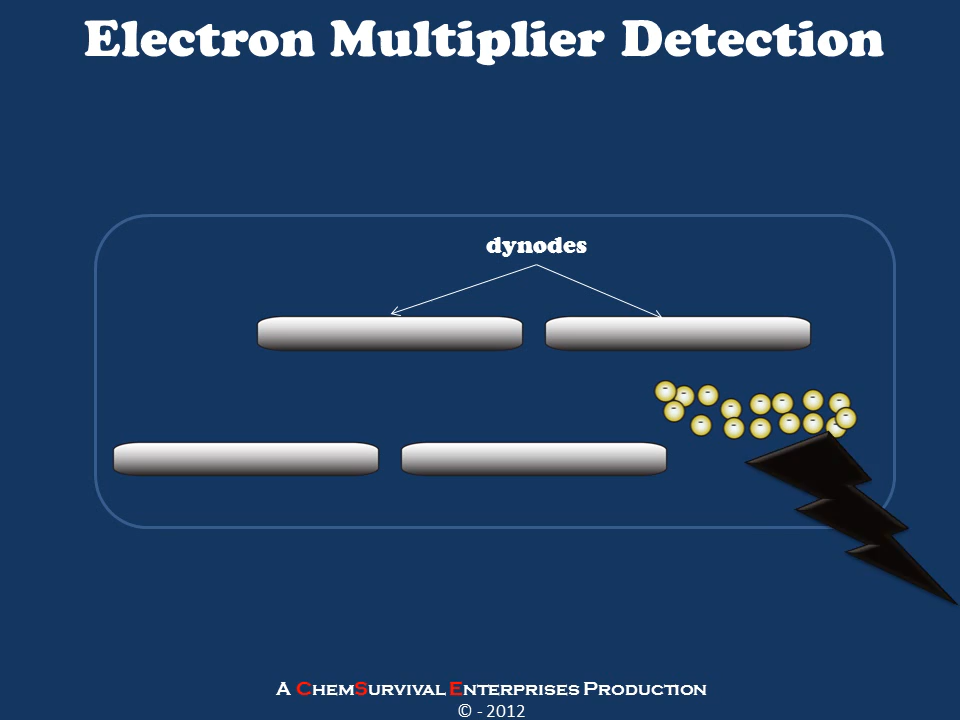 Electron Multiplier Detection
dynodes
A ChemSurvival Enterprises Production
© - 2012